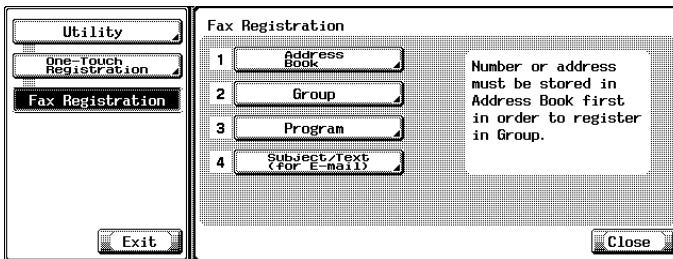 Utility
One-Touch
Registration
Fax Registration
Exit
Fax Registration
1 Address
Book
2 Group
3 Program
4 Subject/Text
(for E-mail)
Number or address
must be stored in
Address Book first
in order to register
in Group.
Close